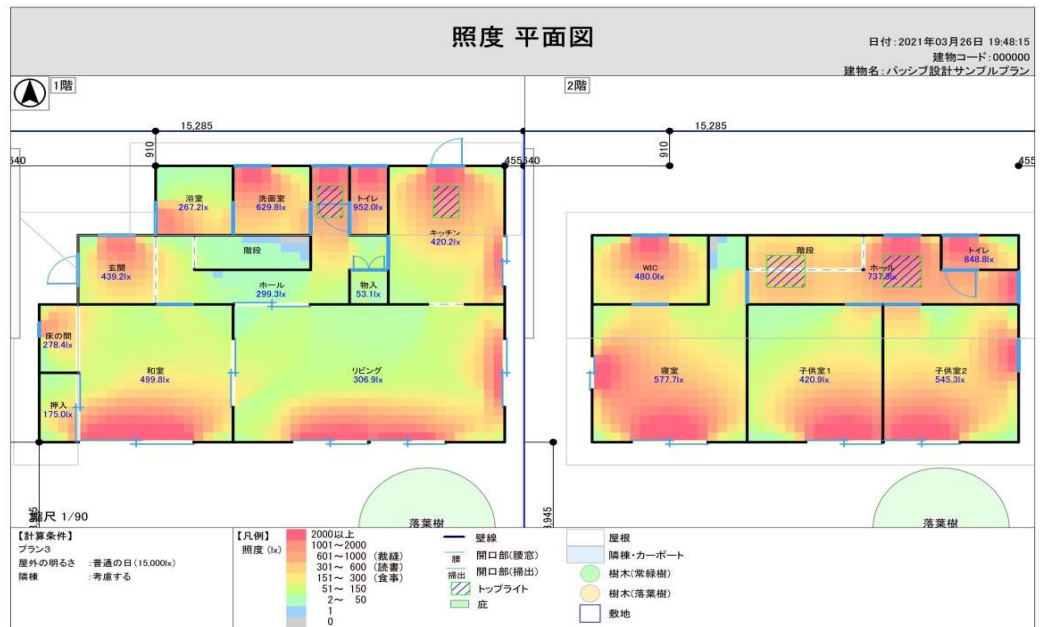 照度 平面図
日付:2021年03月26日 19:48:15
建物コード:000000
建物名:パッシブ設計サンプルプラン
1階
2階
15,285
15,285
910
910
455
455
浴室
267.2lx
洗面室
629.8lx
トイレ
952.0lx
キッチン
420.2lx
玄関
439.2lx
階段
ホール
299.3lx
物入
53.1lx
床の間
278.4lx
和室
499.8lx
リビング
306.9lx
押入
175.0lx
WIC
480.0lx
階段
ホール
737.3lx
トイレ
848.8lx
寝室
577.7lx
子供室1
420.9lx
子供室2
545.3lx
落葉樹
落葉樹
尺 1/90
【計算条件】
プラン3
屋外の明るさ :普通の日(15,000lx)
隣棟 :考慮する
【凡例】
照度 (lx)
2000以上
1001~2000
601~1000 (裁縫)
301~ 600 (読書)
151~ 300 (食事)
51~ 150
2~ 50
1
0
壁線
腰 開口部(腰窓)
掃出 開口部(掃出)
トップライト
庇
屋根
隣棟・カーポート
樹木(常緑樹)
樹木(落葉樹)
敷地